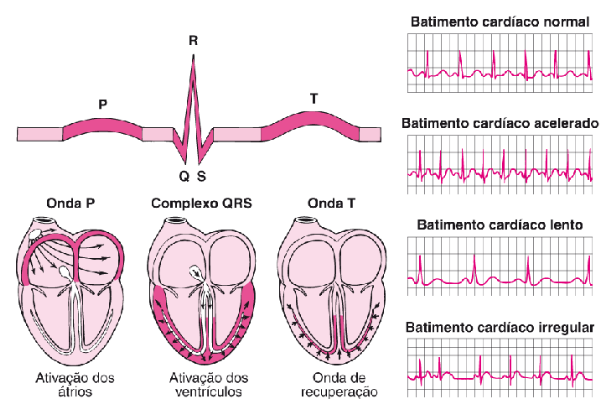 R
P
T
Q S
Onda P
Complexo QRS
Onda T
Ativação dos
átrios
Ativação dos
ventrículos
Onda de
recuperação
Batimento cardíaco normal
Batimento cardíaco acelerado
Batimento cardíaco lento
Batimento cardíaco irregular